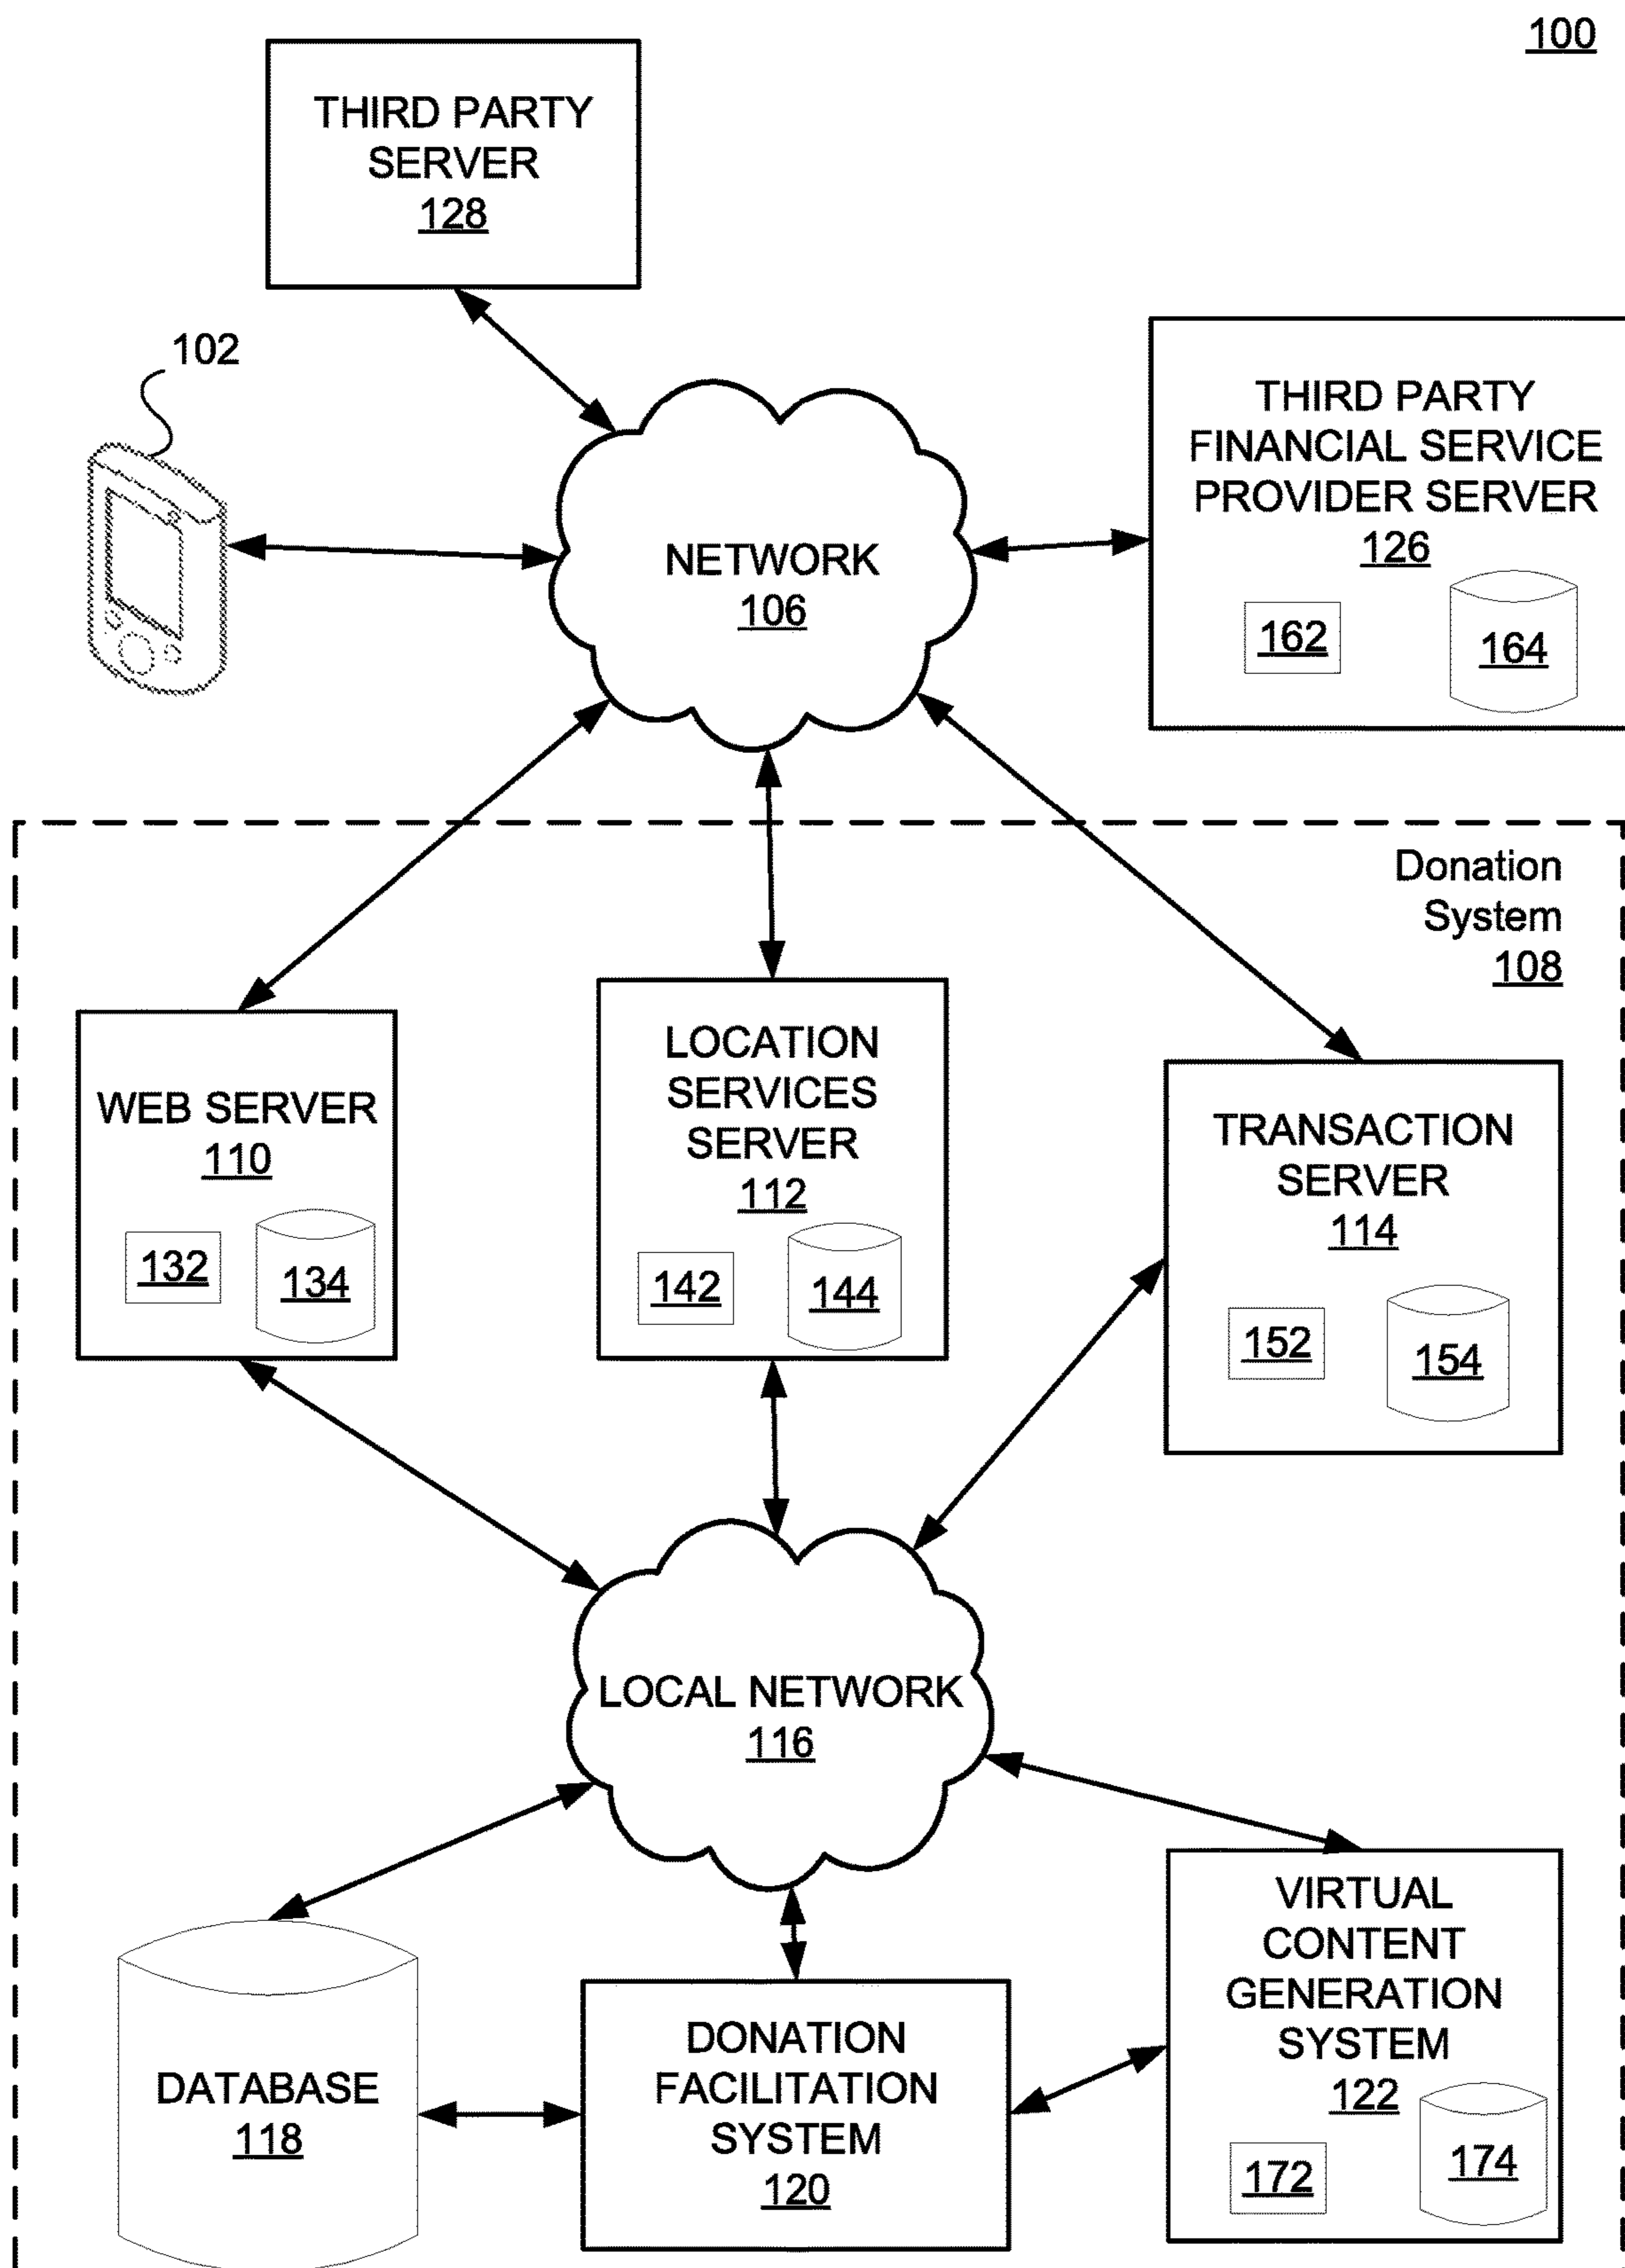 100
THIRD PARTY
SERVER
128
102
THIRD PARTY
FINANCIAL SERVICE
PROVIDER SERVER
126
162
164
NETWORK
106
Donation
System
108
WEB SERVER
110
132
134
LOCATION
SERVICES
SERVER
112
142
144
TRANSACTION
SERVER
114
152
154
LOCAL NETWORK
116
DATABASE
118
DONATION
FACILITATION
SYSTEM
120
VIRTUAL
CONTENT
GENERATION
SYSTEM
122
172
174